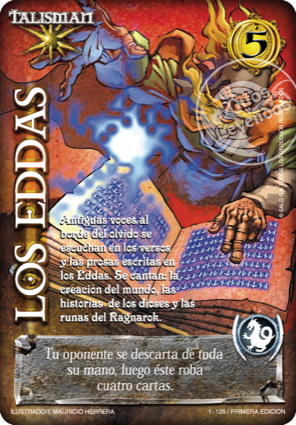 TALISMAN
5
MITOS
Y LEYENDAS
LOS EDDAS
Antiguas voces al
borde del olvido se
escuchan en los versos
y las prosas escritas en
los Eddas. Se cantan: la
creación del mundo, las
historias de los dioses y las
runas del Ragnarok.
Tu oponente se descarta de toda
su mano, luego éste roba
cuatro cartas.
ILUSTRADOR: MAURICIO HERRERA
1 - 126 / PRIMERA EDICION